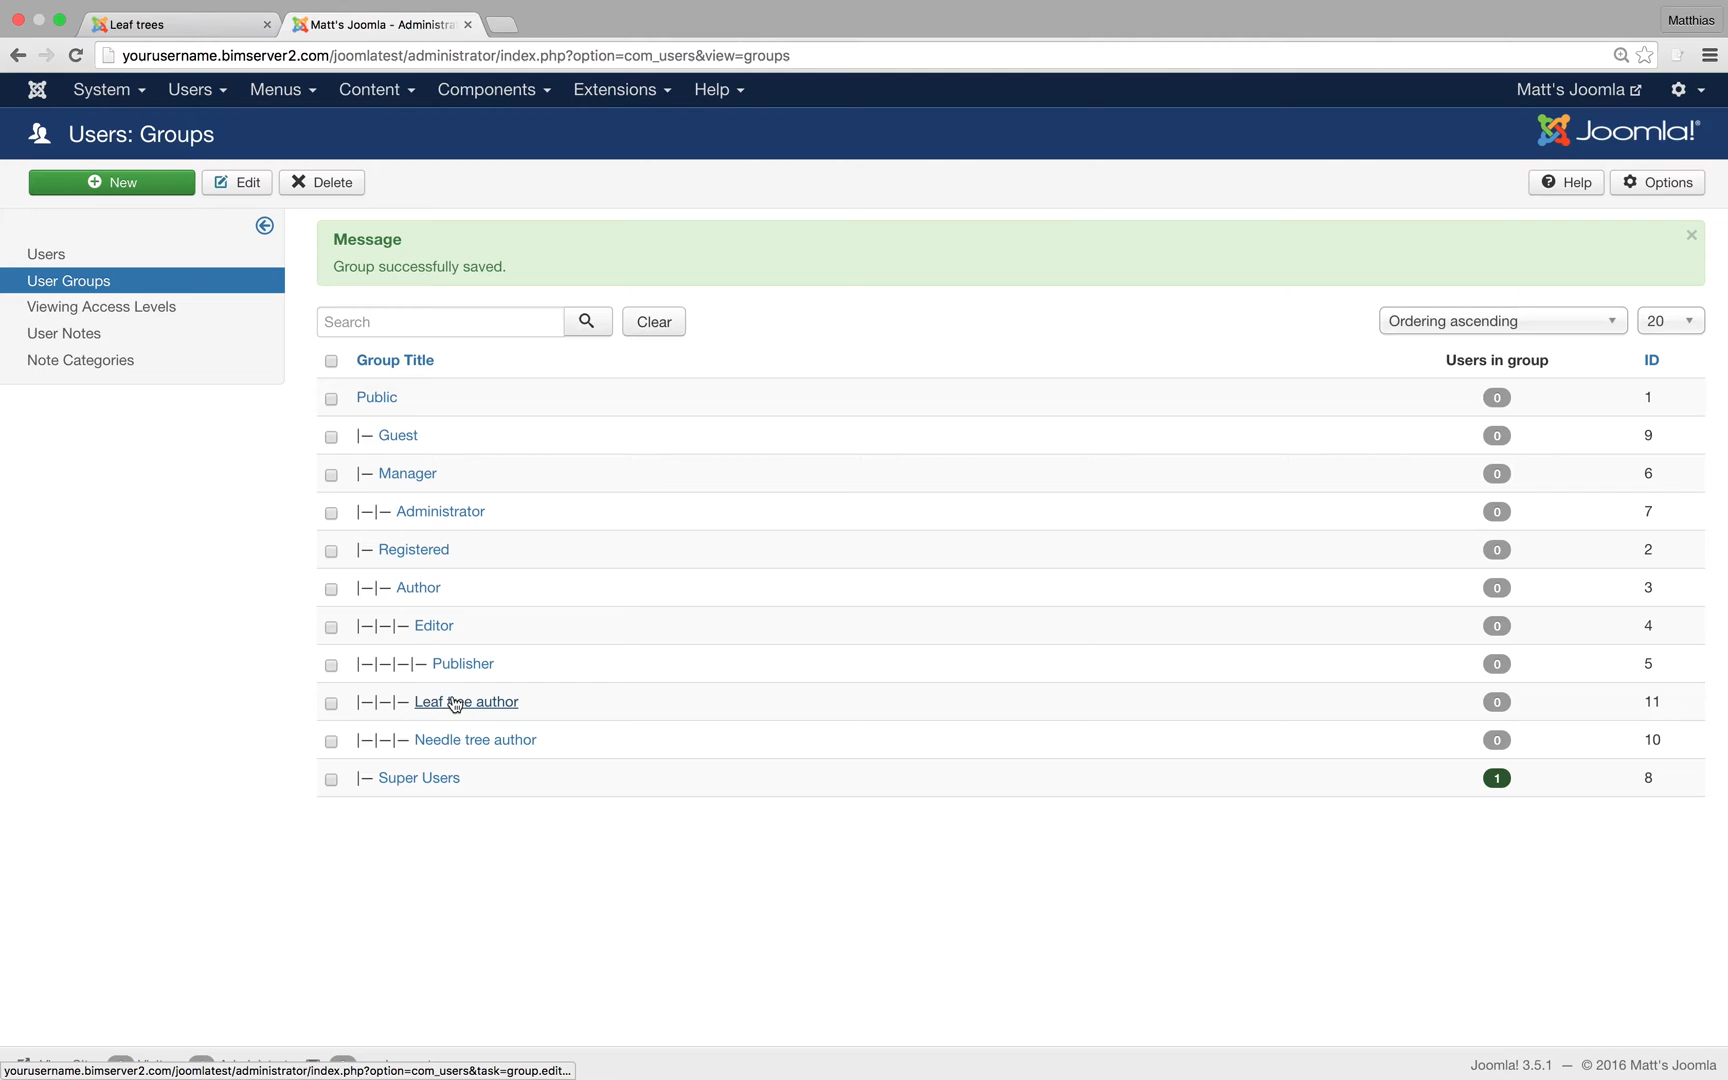 Leaf trees
Matt's Joomla - Administra
Matthias
yourusername.bimserver2.com/joomlatest/administrator/index.php?option=com_users&view=groups
System Users Menus Content Components Extensions Help Matt's Joomla
Users: Groups
Joomla!®
New Edit Delete Help Options
Users
User Groups
Viewing Access Levels
User Notes
Note Categories
Message
Group successfully saved.
Search Clear Ordering ascending 20
Group Title Users in group ID
Public 0 1
|— Guest 0 9
|— Manager 0 6
|—|— Administrator 0 7
|— Registered 0 2
|—|— Author 0 3
|—|—|— Editor 0 4
|—|—|—|— Publisher 0 5
|—|—|— Leaf tree author 0 11
|—|—|— Needle tree author 0 10
|— Super Users 1 8
yourusername.bimserver2.com/joomlatest/administrator/index.php?option=com_users&task=group.edit...
Joomla! 3.5.1 — © 2016 Matt's Joomla